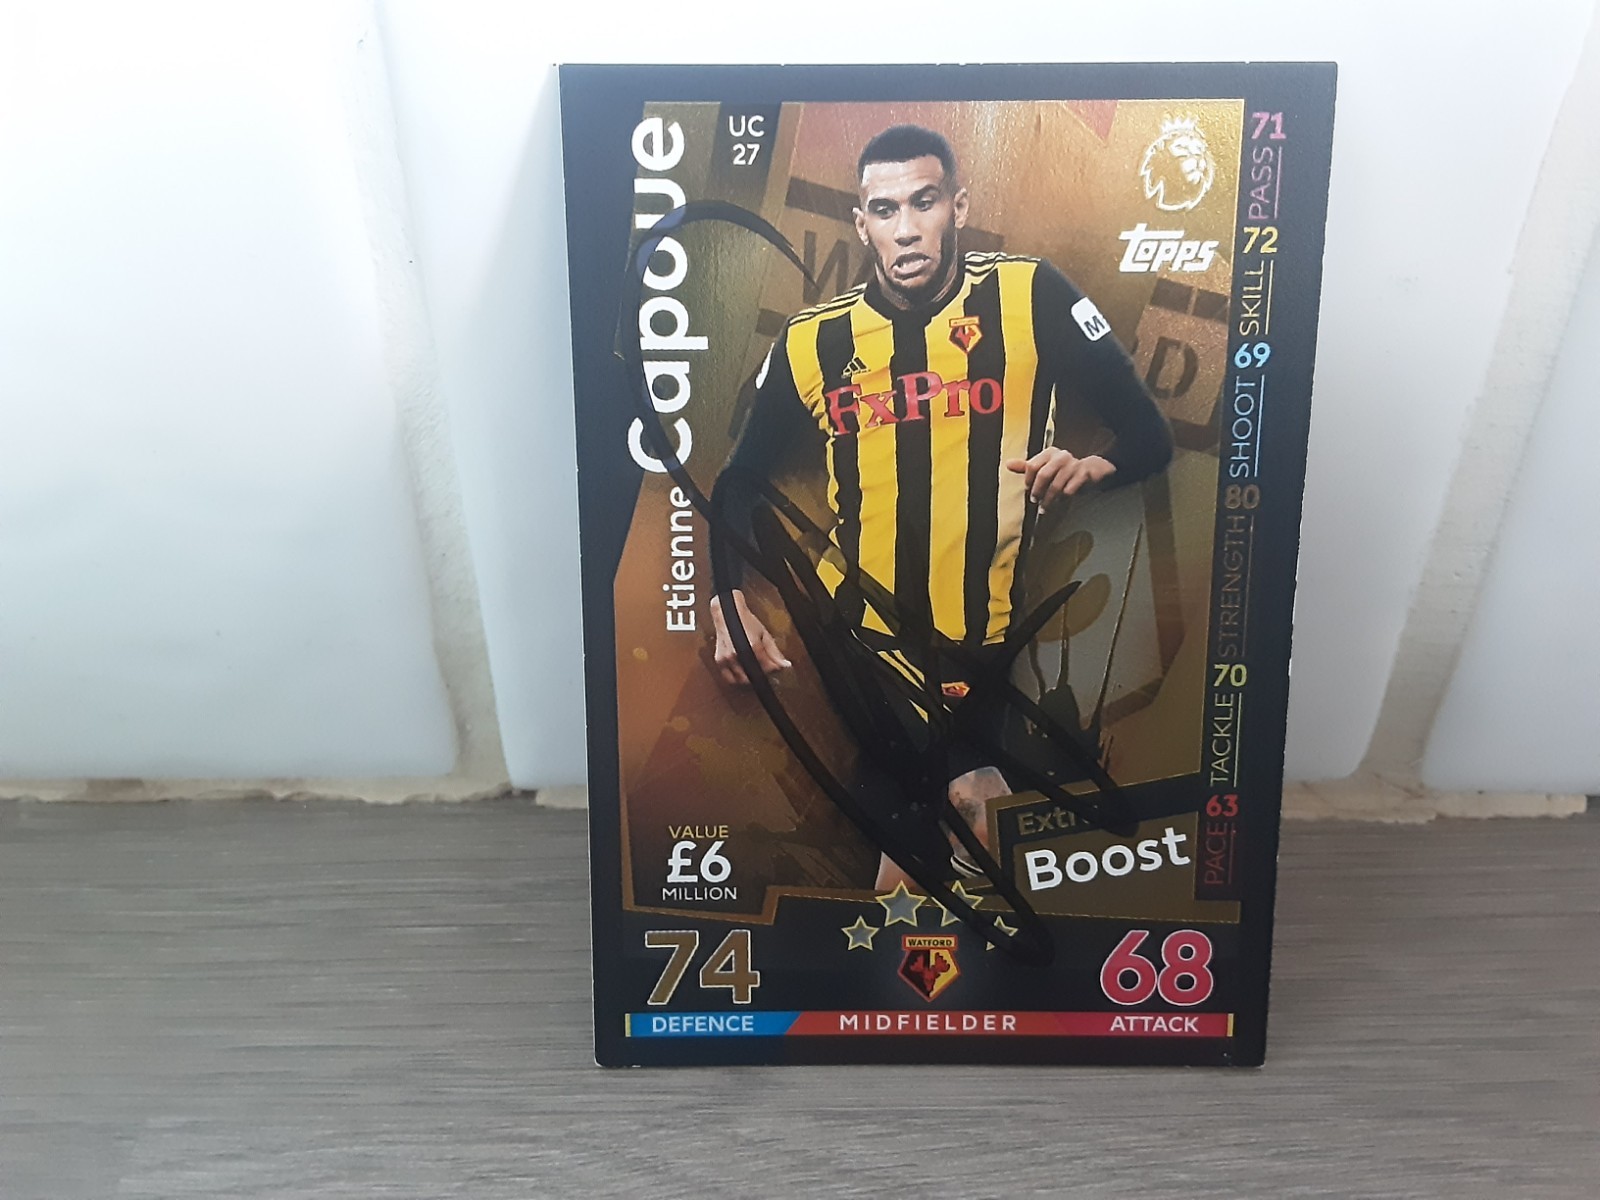 UC
27
Etienne Capoue
Topps
M
FxPro
71
PASS
72
SKILL
69
SHOOT
80
STRENGTH
70
TACKLE
63
PACE
VALUE
£6
MILLION
Boost
WATFORD
74
68
DEFENCE
MIDFIELDER
ATTACK